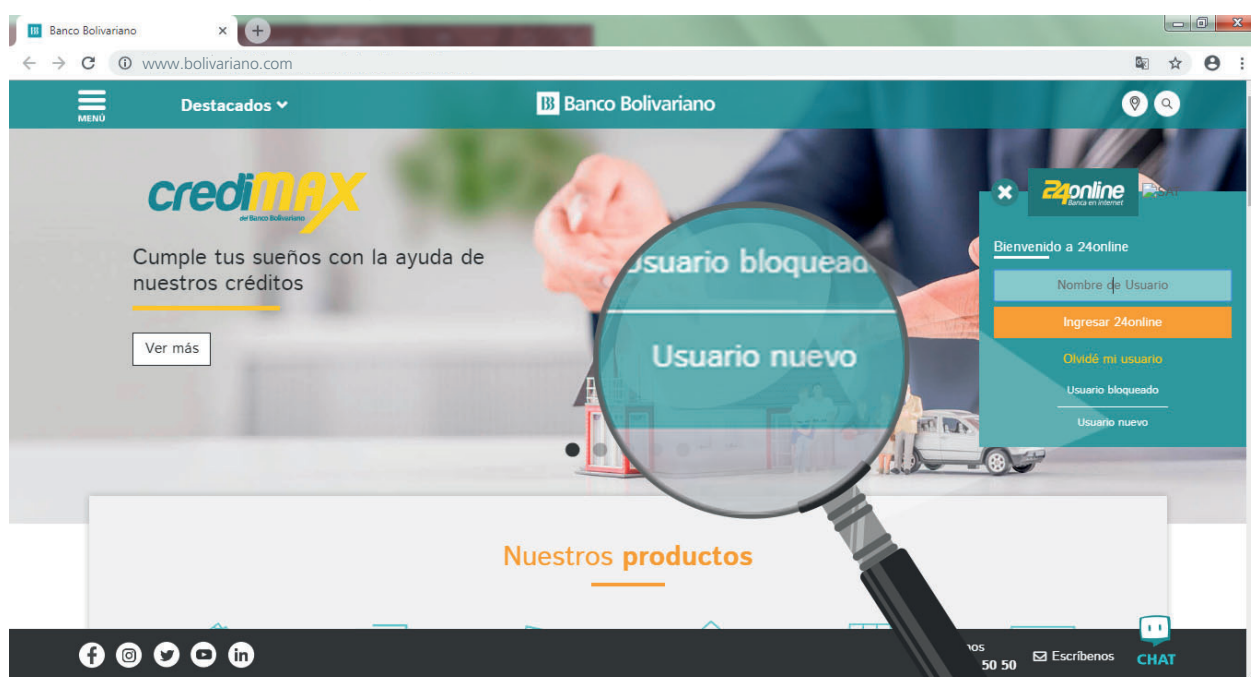 Banco Bolivariano
www.bolivariano.com
MENÚ
Destacados
B Banco Bolivariano
credimax
del Banco Bolivariano
Cumple tus sueños con la ayuda de
nuestros créditos
Ver más
Usuario bloquead
Usuario nuevo
24online
Banca en Internet
Bienvenido a 24online
Nombre de Usuario
Ingresar 24online
Olvidé mi usuario
Usuario bloqueado
Usuario nuevo
Nuestros productos
nos
50 50
Escríbenos
CHAT